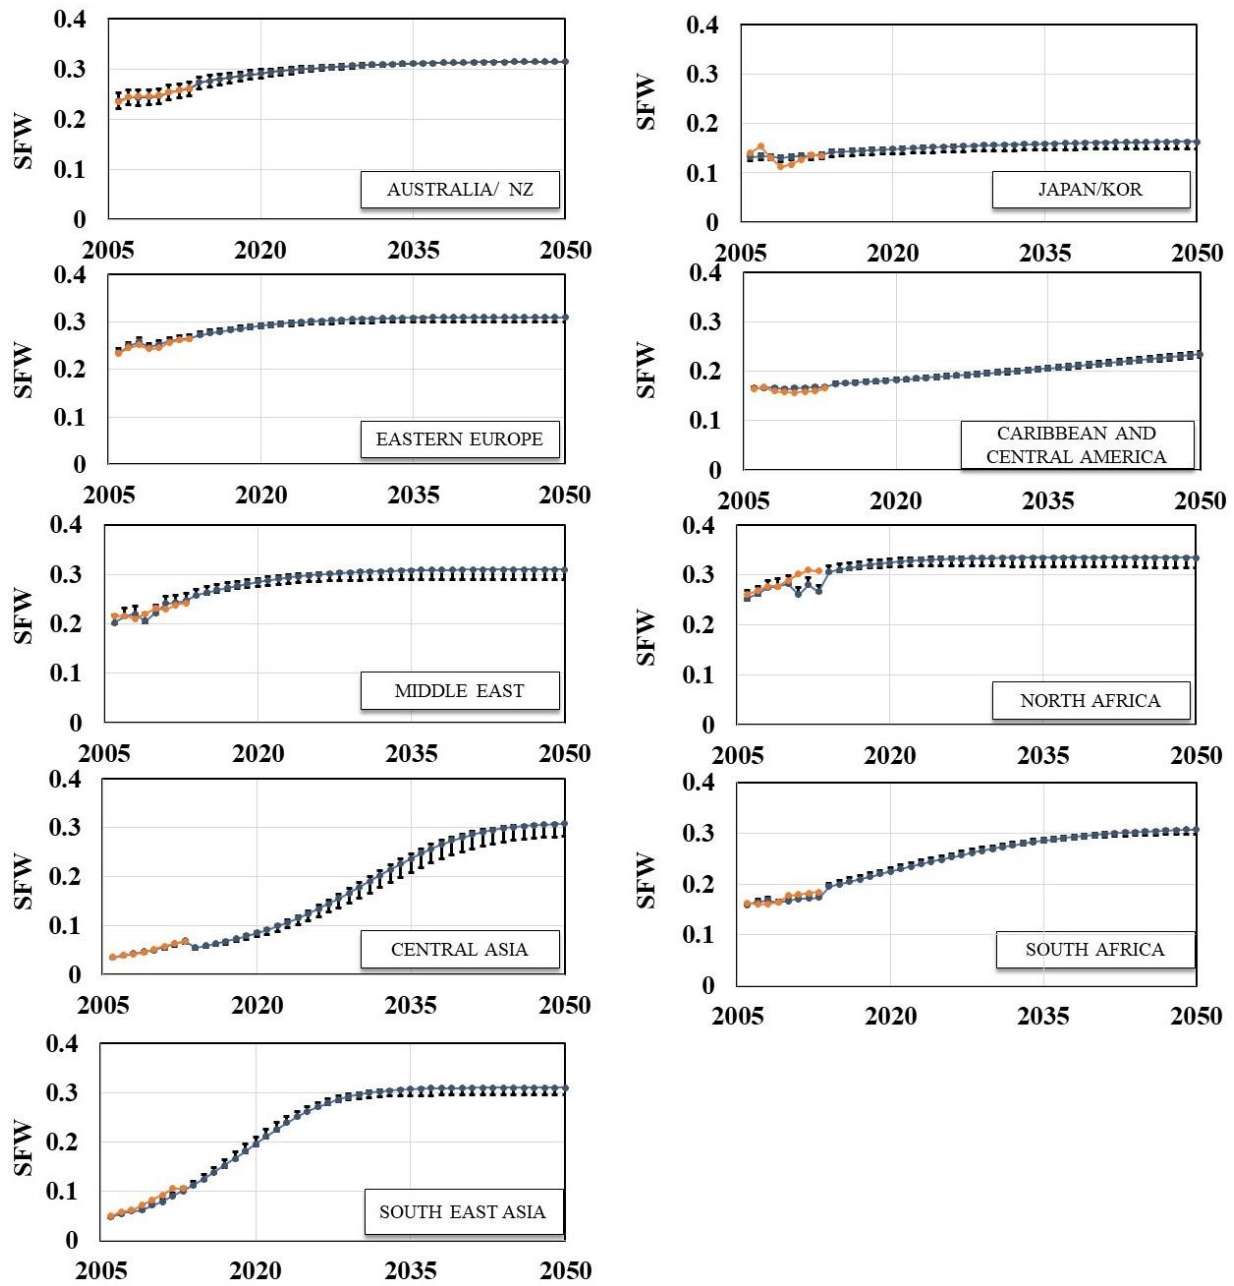 0.4
0.3
0.2
0.1
0
SFW
AUSTRALIA/ NZ
2005 2020 2035 2050
0.4
0.3
0.2
0.1
0
SFW
JAPAN/KOR
2005 2020 2035 2050
0.4
0.3
0.2
0.1
0
SFW
EASTERN EUROPE
2005 2020 2035 2050
0.4
0.3
0.2
0.1
0
SFW
CARIBBEAN AND
CENTRAL AMERICA
2005 2020 2035 2050
0.4
0.3
0.2
0.1
0
SFW
MIDDLE EAST
2005 2020 2035 2050
0.4
0.3
0.2
0.1
0
SFW
NORTH AFRICA
2005 2020 2035 2050
0.4
0.3
0.2
0.1
0
SFW
CENTRAL ASIA
2005 2020 2035 2050
0.4
0.3
0.2
0.1
0
SFW
SOUTH AFRICA
2005 2020 2035 2050
0.4
0.3
0.2
0.1
0
SFW
SOUTH EAST ASIA
2005 2020 2035 2050